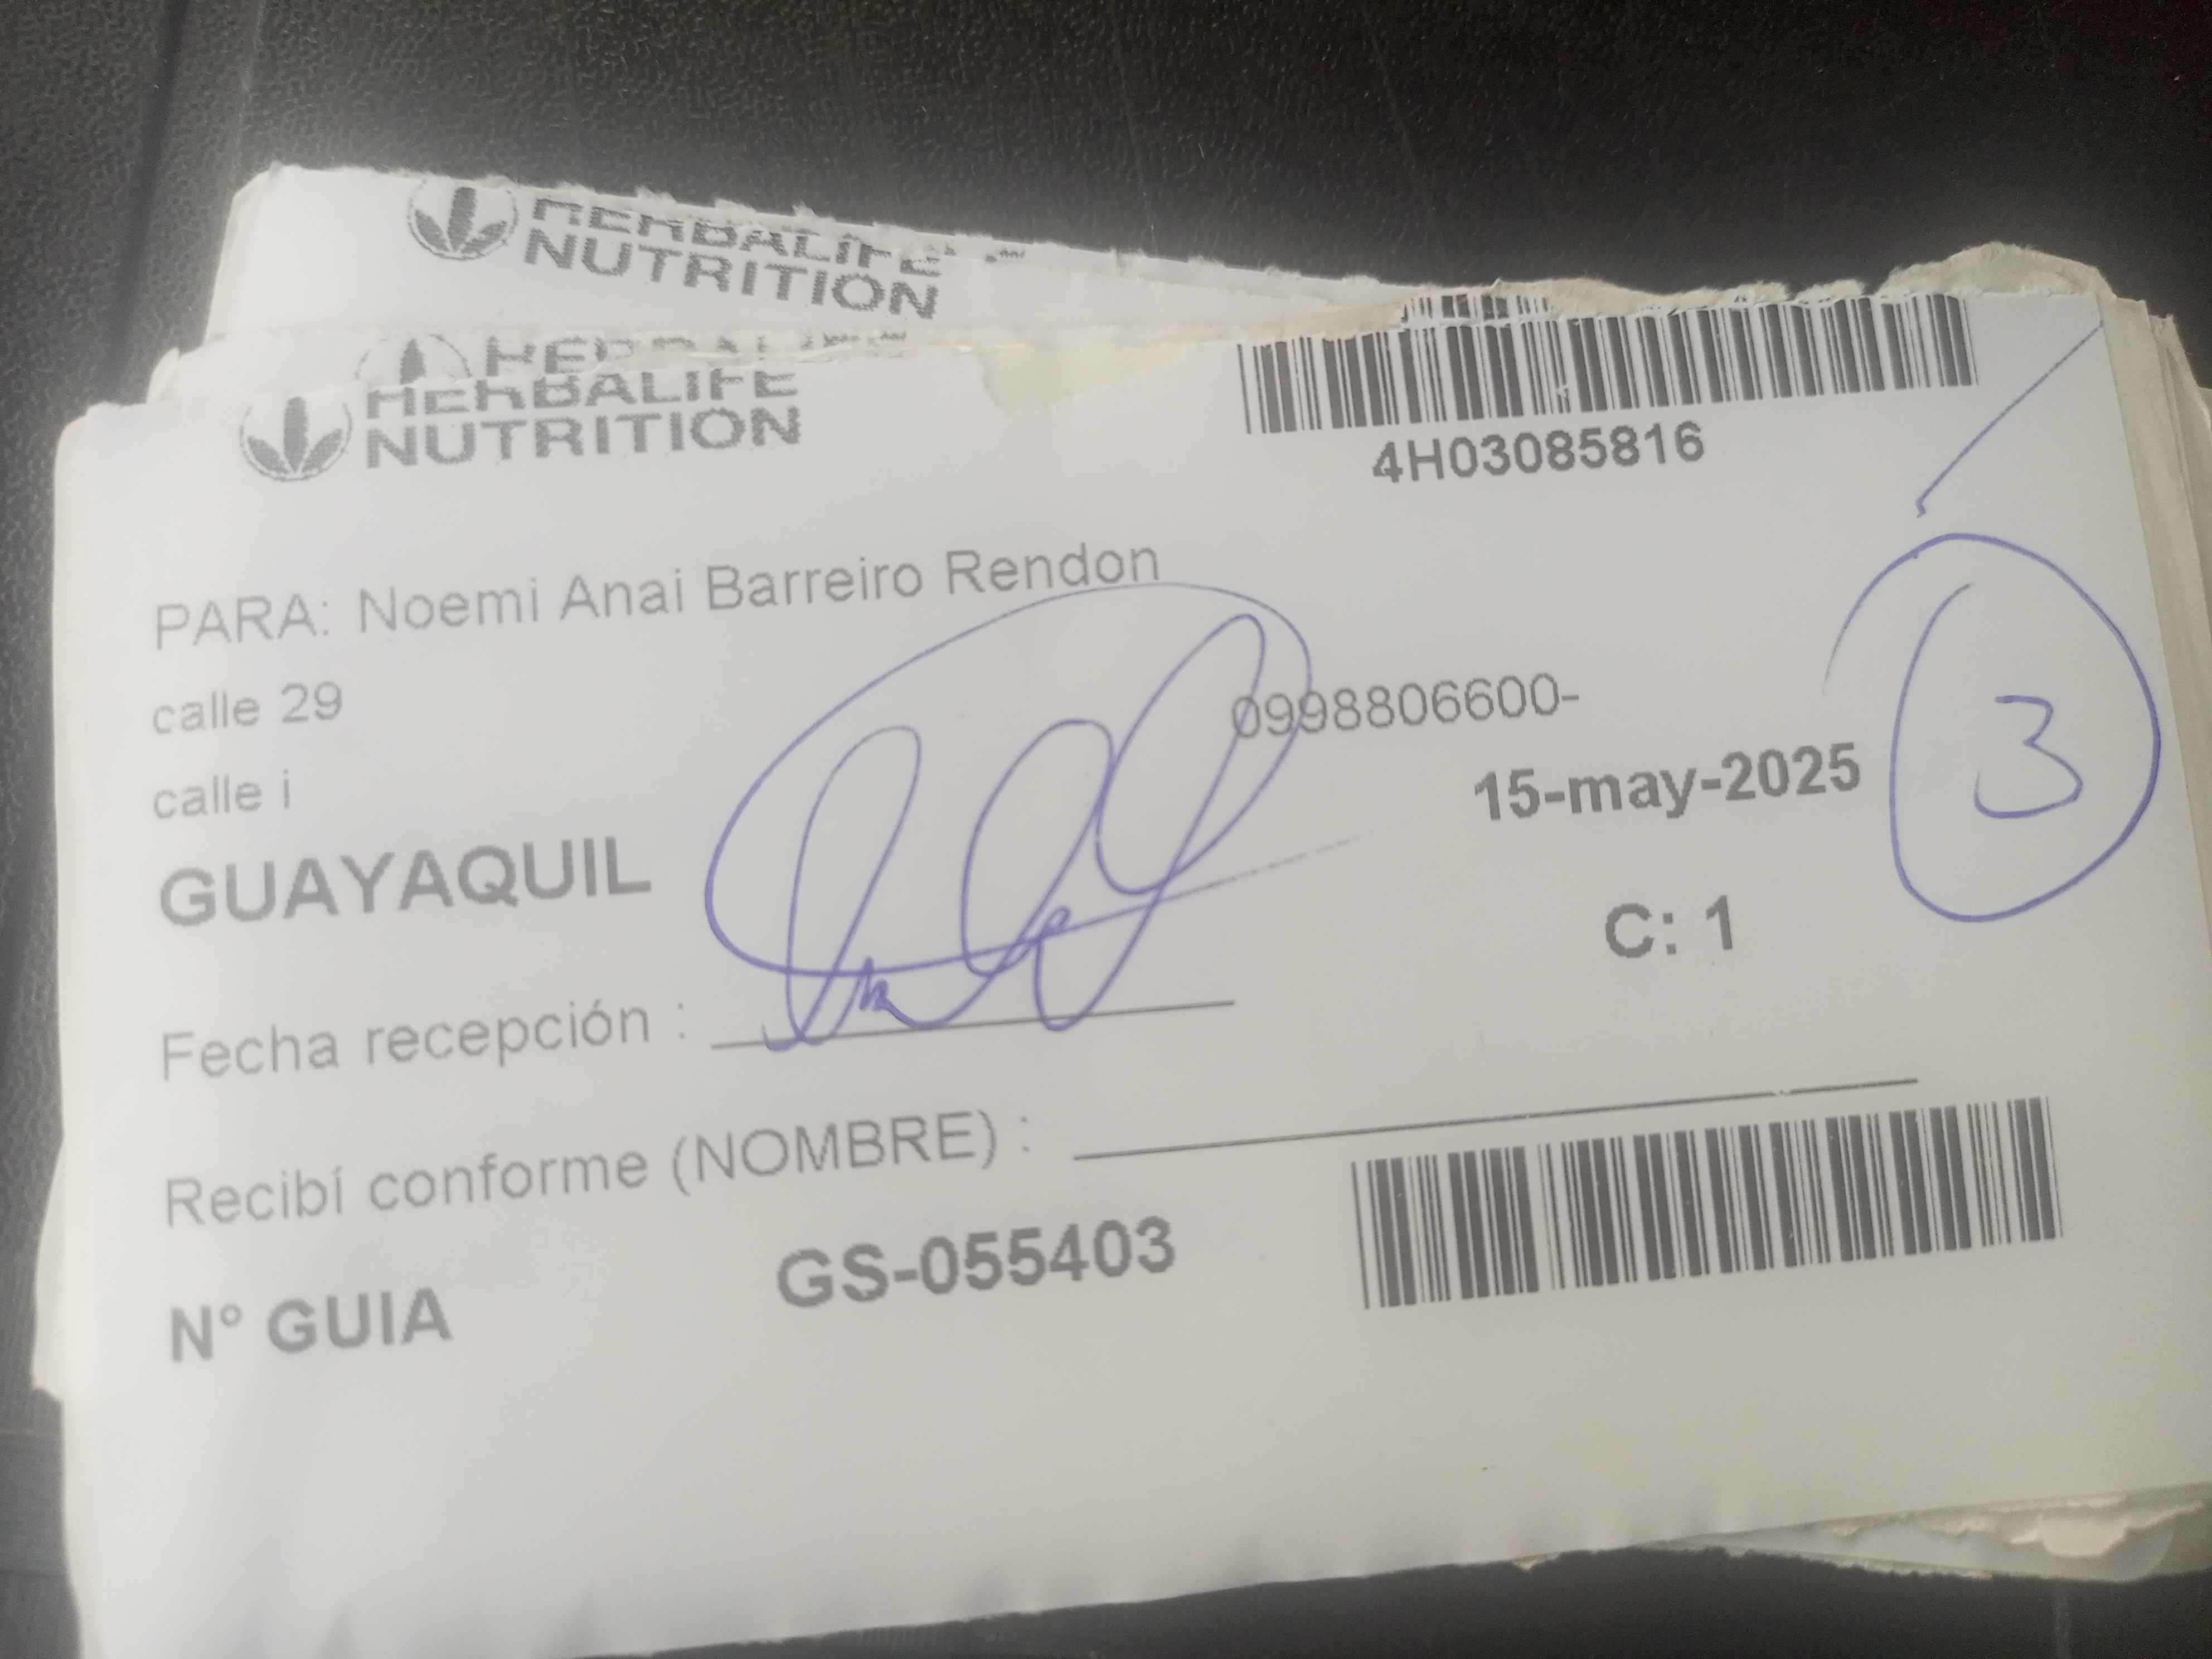 HERBALIFE
NUTRITION
HERBALIFE
NUTRITION
4H03085816
PARA: Noemi Anai Barreiro Rendon
calle 29
0998806600-
calle i
15-may-2025
3
GUAYAQUIL
C: 1
Fecha recepción :
Recibí conforme (NOMBRE) :
N° GUIA
GS-055403